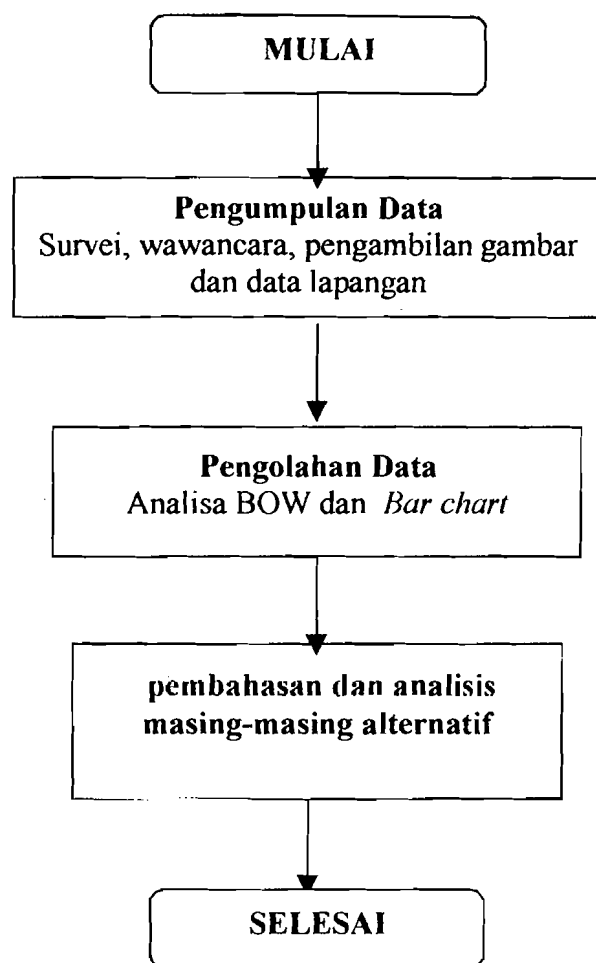 MULAI
Pengumpulan Data
Survei, wawancara, pengambilan gambar
dan data lapangan
Pengolahan Data
Analisa BOW dan Bar chart
pembahasan dan analisis
masing-masing alternatif
SELESAI